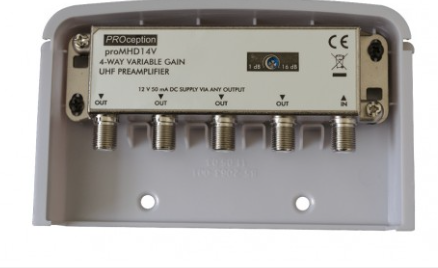 PROception
proMHD14V
4-WAY VARIABLE GAIN
UHF PREAMPLIFIER
1 dB 16 dB
CE
12 V 50 mA DC SUPPLY VIA ANY OUTPUT
OUT OUT OUT OUT IN